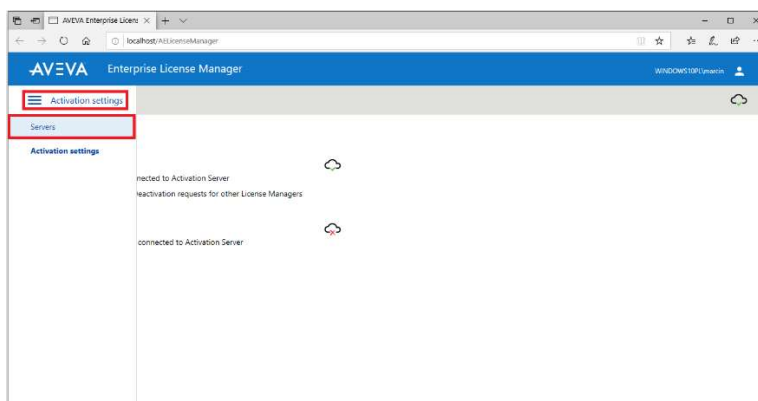 AVEVA Enterprise Licens
localhost/AELicenseManager
AVEVA Enterprise License Manager
WINDOWS10PL\marcin
Activation settings
Servers
Activation settings
nected to Activation Server
eactivation requests for other License Managers
connected to Activation Server